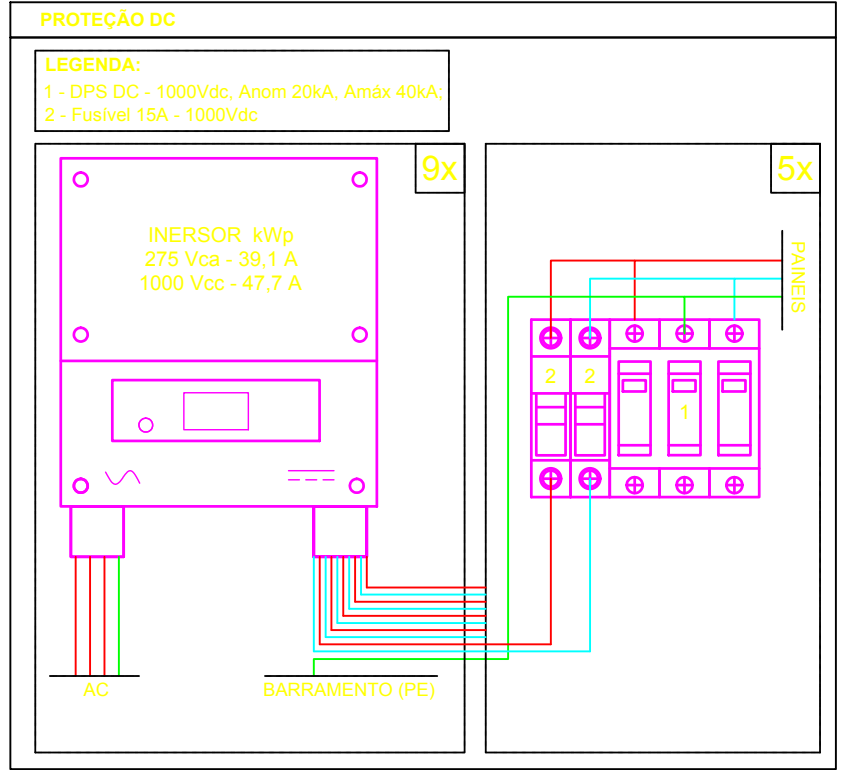 PROTEÇÃO DC
LEGENDA:
1 - DPS DC - 1000Vdc, Anom 20kA, Amáx 40kA;
2 - Fusível 15A - 1000Vdc
9x
5x
INERSOR kWp
275 Vca - 39,1 A
1000 Vcc - 47,7 A
PAINEIS
2 2
1
AC
BARRAMENTO (PE)